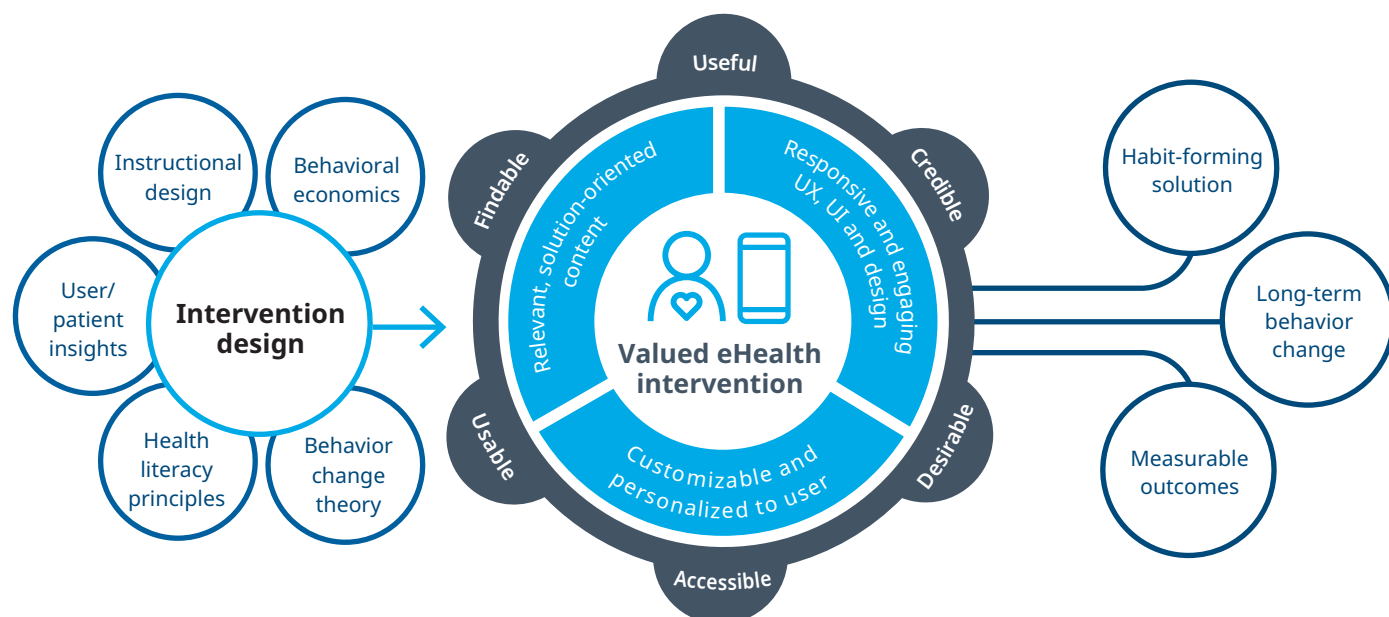 Instructional
design
Behavioral
economics
User/
patient
insights
Intervention
design
Health
literacy
principles
Behavior
change
theory
Useful
Findable
Credible
Relevant, solution-oriented
content
Responsive and engaging
UX, UI and design
Valued eHealth
intervention
Customizable and
personalized to user
Usable
Desirable
Accessible
Habit-forming
solution
Long-term
behavior
change
Measurable
outcomes